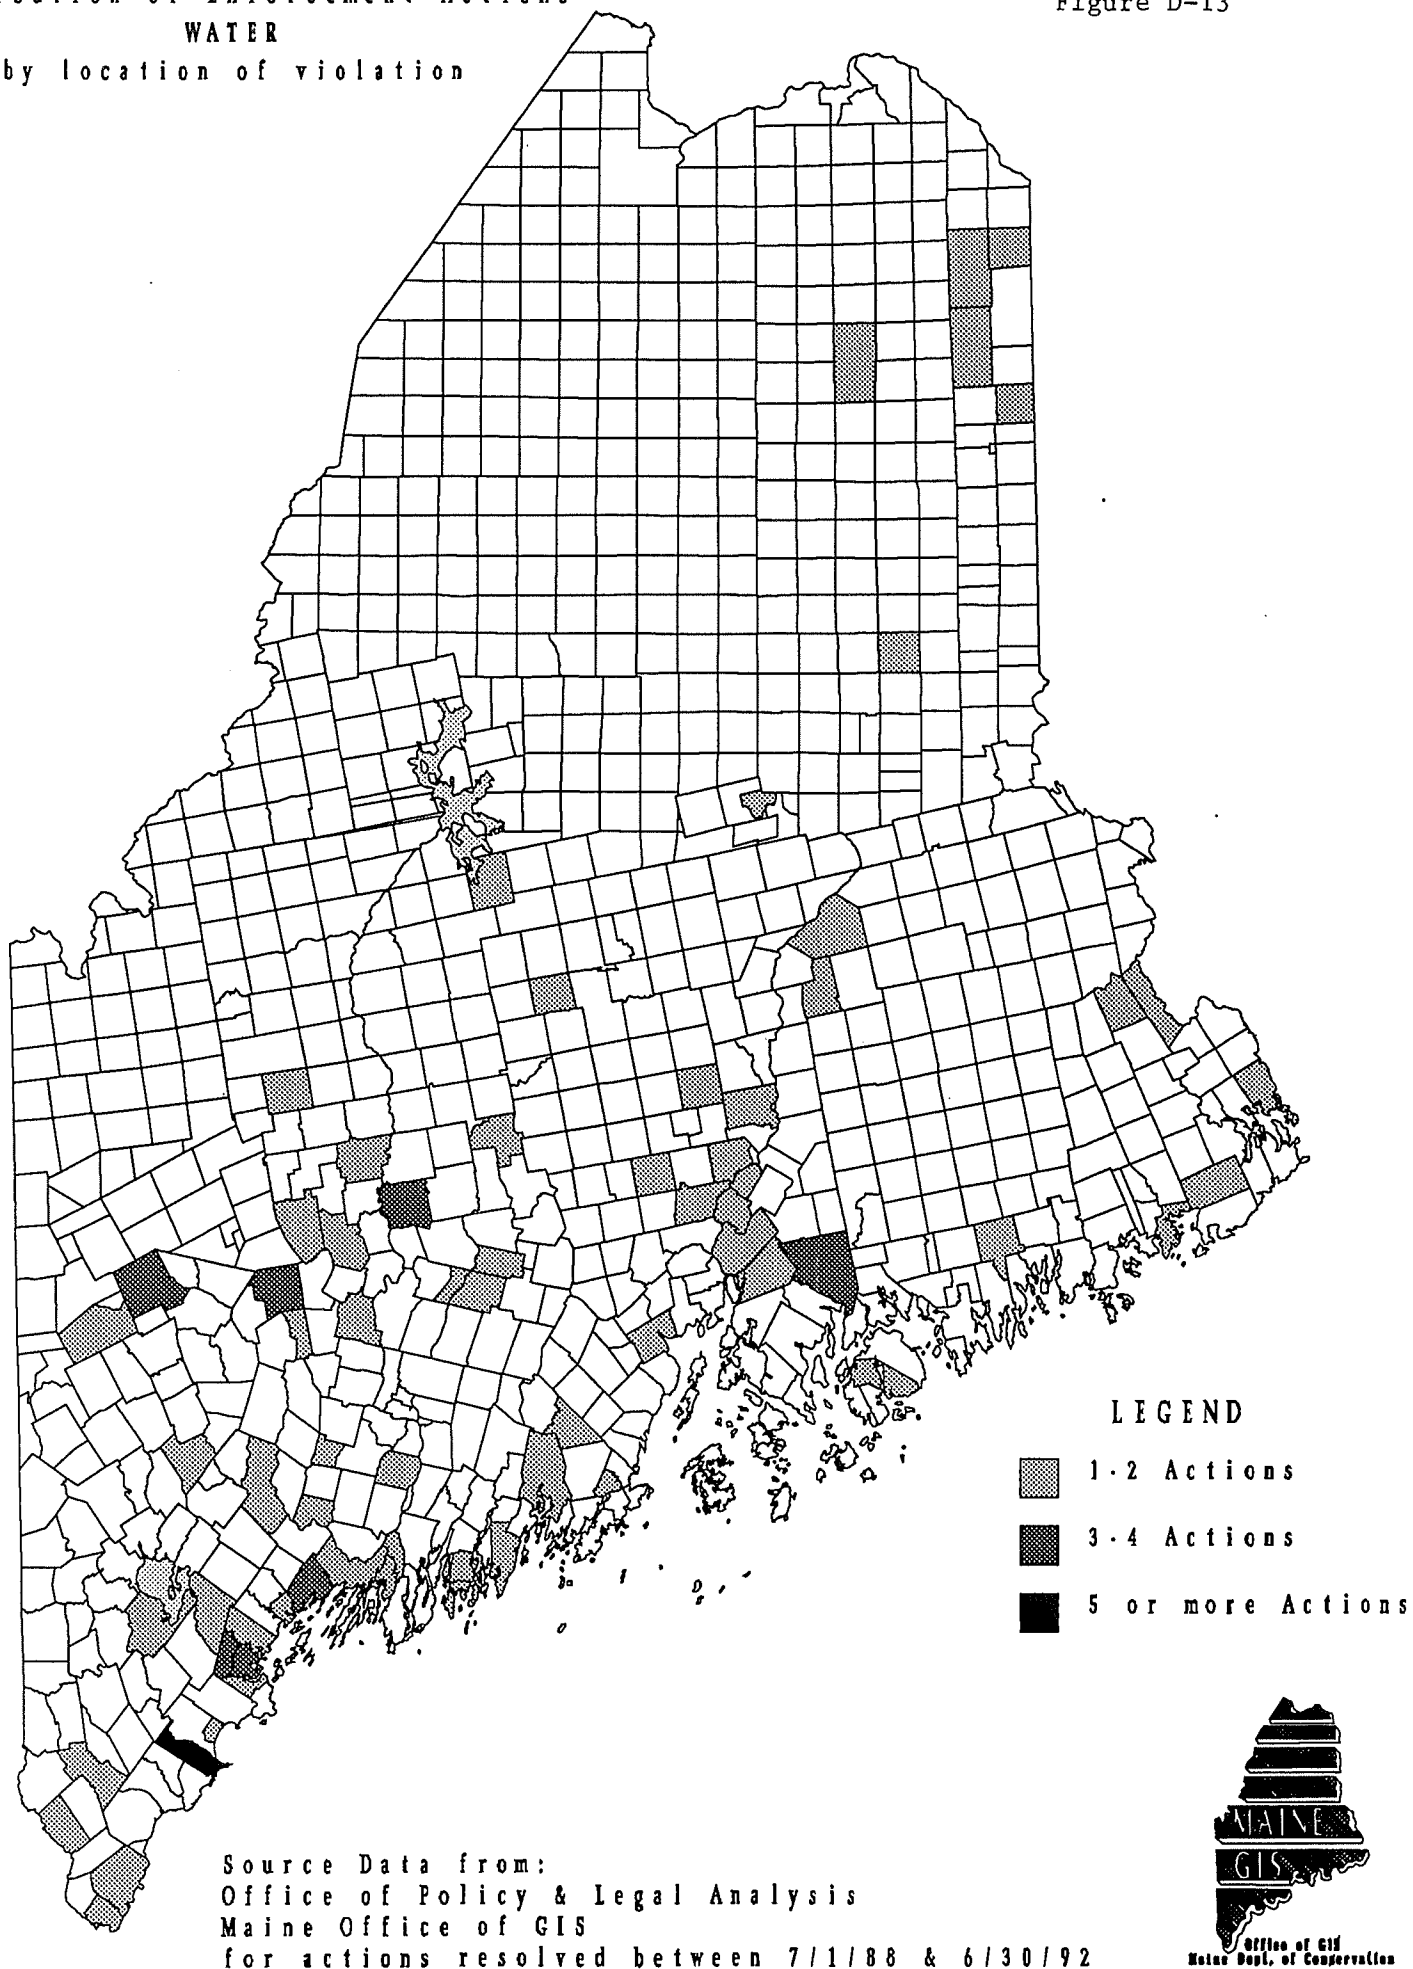 Figure D-13
WATER
by location of violation
LEGEND
1-2 Actions
3-4 Actions
5 or more Actions
MAINE
GIS
Office of GIS
Maine Dept. of Conservation
Source Data from:
Office of Policy & Legal Analysis
Maine Office of GIS
for actions resolved between 7/1/88 & 6/30/92